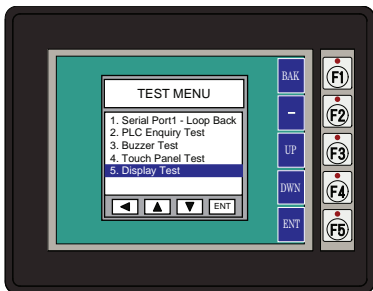 TEST MENU
1. Serial Port1 - Loop Back
2. PLC Enquiry Test
3. Buzzer Test
4. Touch Panel Test
5. Display Test
ENT
BAK
–
UP
DWN
ENT
F1
F2
F3
F4
F5